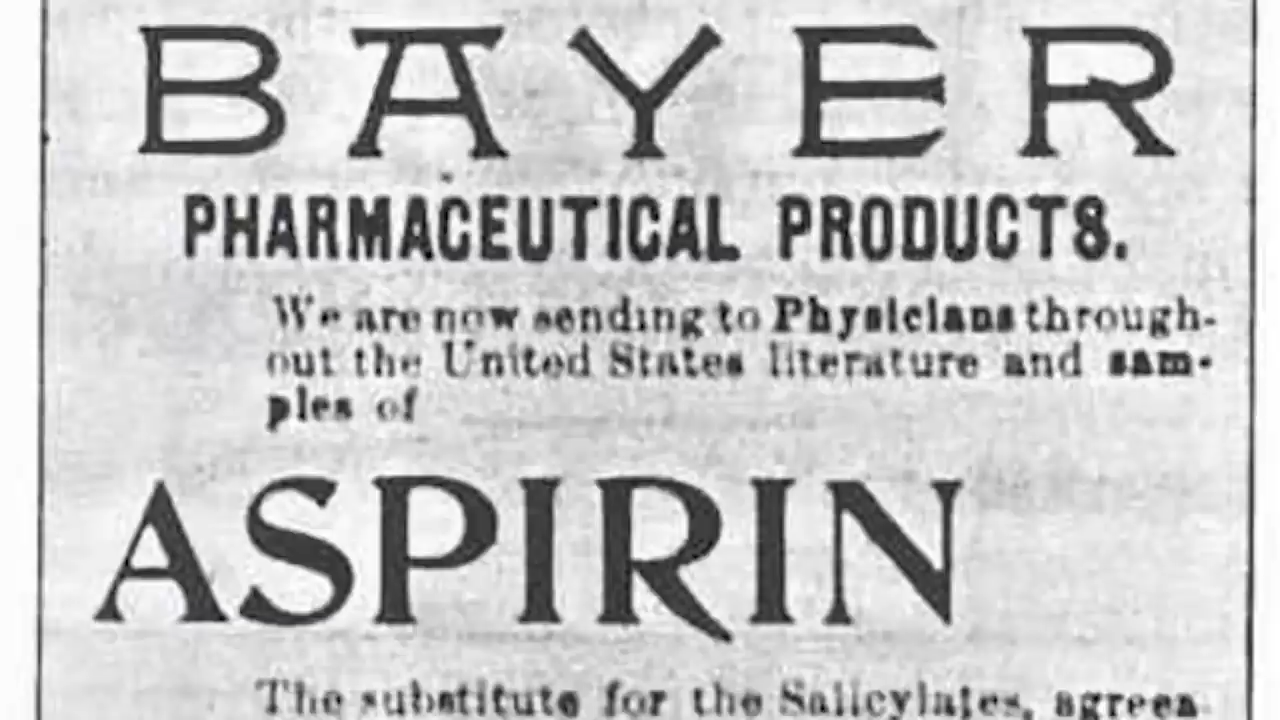 BAYER
PHARMACEUTICAL PRODUCTS.
We are now sending to Physicians through-
out the United States literature and sam-
ples of
ASPIRIN
The substitute for the Salicylates, agreea